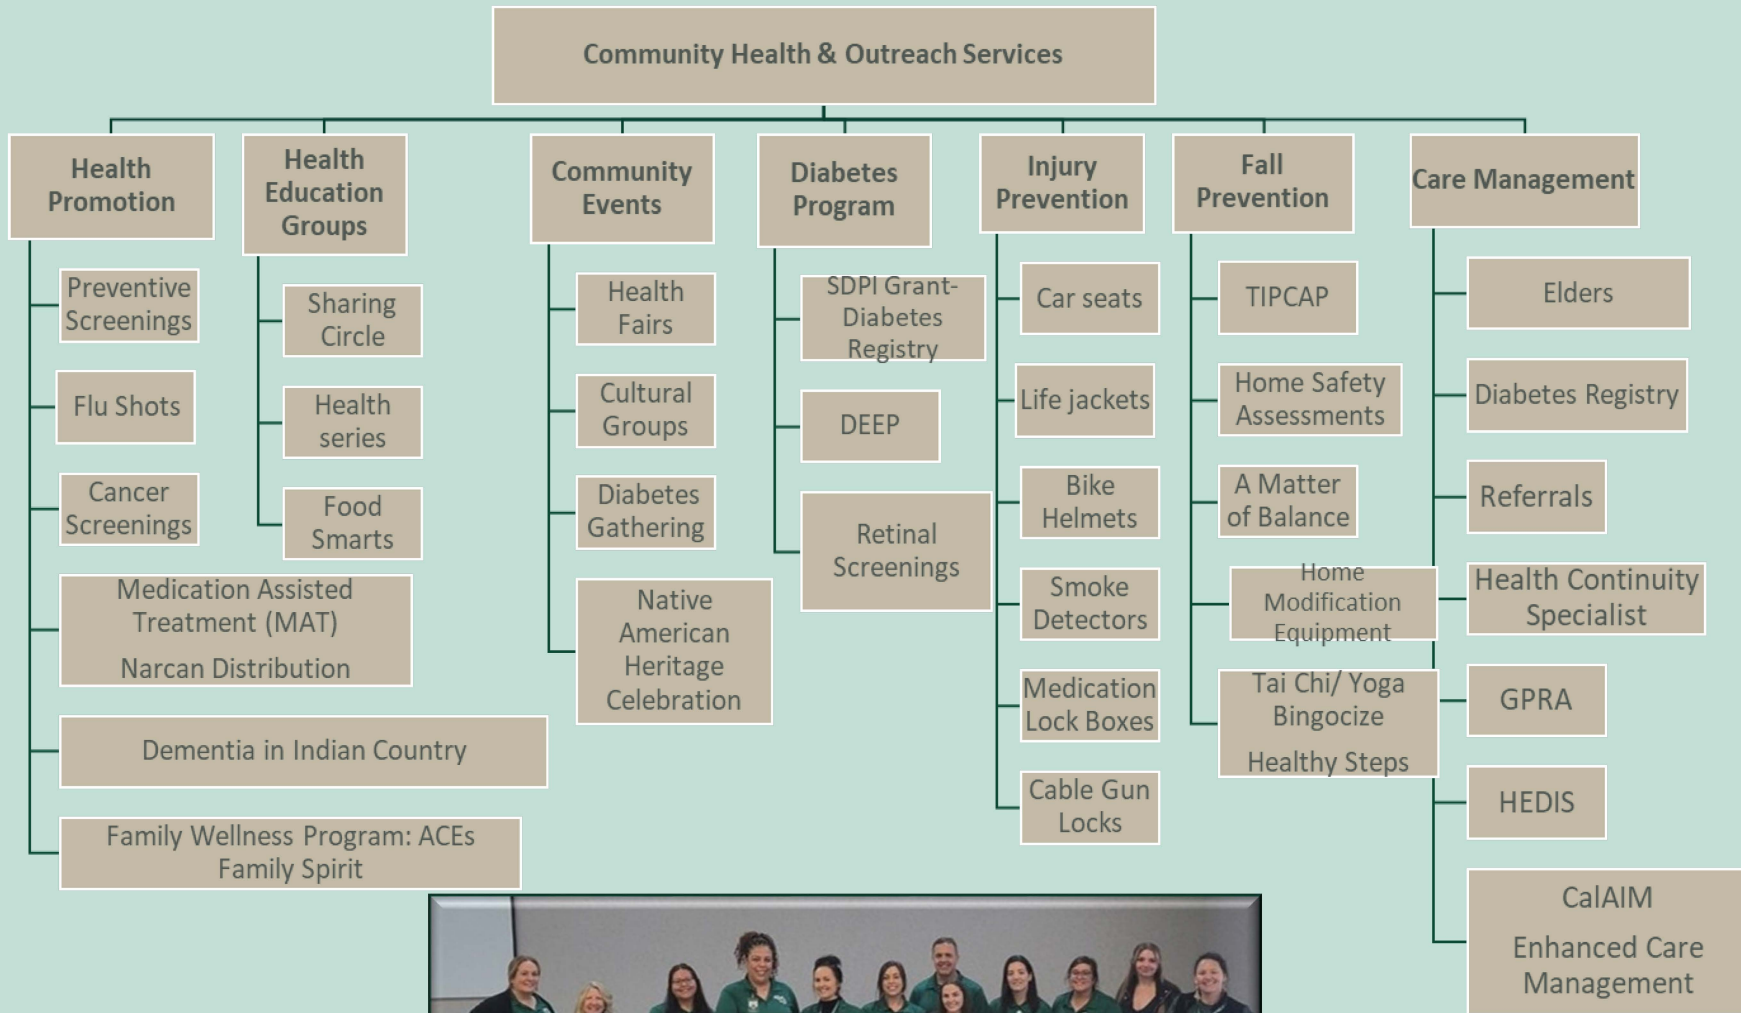 Community Health & Outreach Services
Health
Promotion
Preventive
Screenings
Flu Shots
Cancer
Screenings
Medication Assisted
Treatment (MAT)
Narcan Distribution
Dementia in Indian Country
Family Wellness Program: ACEs
Family Spirit
Health
Education
Groups
Sharing
Circle
Health
series
Food
Smarts
Community
Events
Health
Fairs
Cultural
Groups
Diabetes
Gathering
Native
American
Heritage
Celebration
Diabetes
Program
SDPI Grant-
Diabetes
Registry
DEEP
Retinal
Screenings
Injury
Prevention
Car seats
Life jackets
Bike
Helmets
Smoke
Detectors
Medication
Lock Boxes
Cable Gun
Locks
Fall
Prevention
TIPCAP
Home Safety
Assessments
A Matter
of Balance
Home
Modification
Equipment
Tai Chi/ Yoga
Bingocize
Healthy Steps
Care Management
Elders
Diabetes Registry
Referrals
Health Continuity
Specialist
GPRA
HEDIS
CalAIM
Enhanced Care
Management